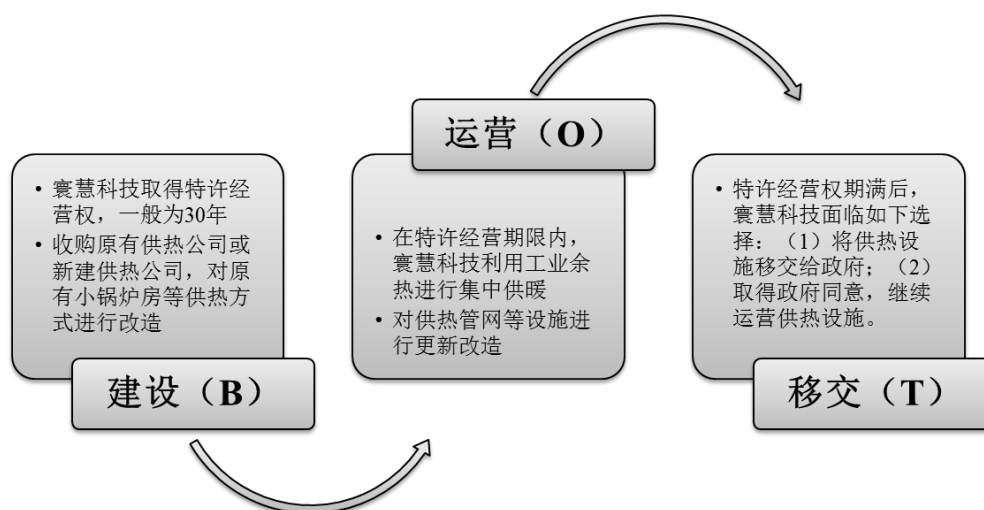 运营（O）
• 寰慧科技取得特许经
营权，一般为30年
• 收购原有供热公司或
新建供热公司，对原
有小锅炉房等供热方
式进行改造
建设（B）
• 在特许经营期限内，
寰慧科技利用工业余
热进行集中供暖
• 对供热管网等设施进
行更新改造
• 特许经营权期满后，
寰慧科技面临如下选
择：（1）将供热设
施移交给政府；（2）
取得政府同意，继续
运营供热设施。
移交（T）